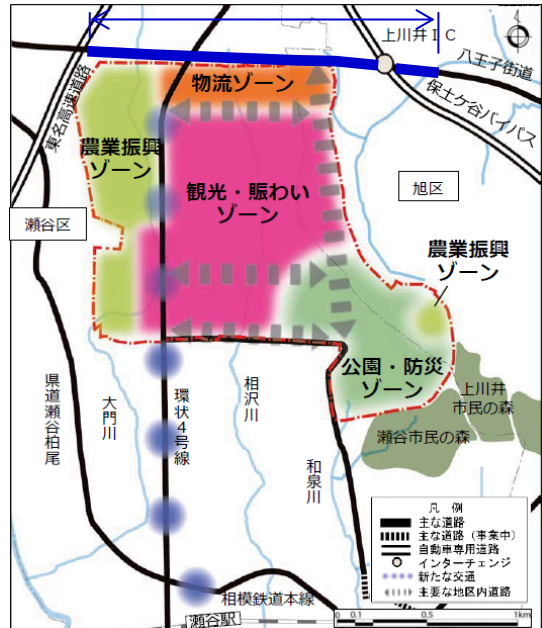 4
上川井ＩＣ
八王子街道
保土ケ谷バイパス
東名高速道路
物流ゾーン
農業振興
ゾーン
観光・賑わい
ゾーン
旭区
瀬谷区
農業振興
ゾーン
公園・防災
ゾーン
上川井
市民の森
瀬谷市民の森
県道瀬谷柏尾
大門川
環状４号線
相沢川
和泉川
相模鉄道本線
瀬谷駅
凡 例
主な道路
主な道路（事業中）
自動車専用道路
インターチェンジ
新たな交通
主要な地区内道路
0 0.1 0.5 1km